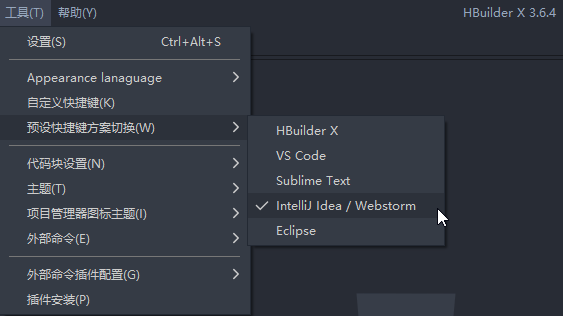 工具(T) 帮助(Y) HBuilder X 3.6.4
设置(S) Ctrl+Alt+S
Appearance lanaguage
自定义快捷键(K)
预设快捷键方案切换(W)
HBuilder X
VS Code
Sublime Text
IntelliJ Idea / Webstorm
Eclipse
代码块设置(N)
主题(T)
项目管理器图标主题(I)
外部命令(E)
外部命令插件配置(G)
插件安装(P)